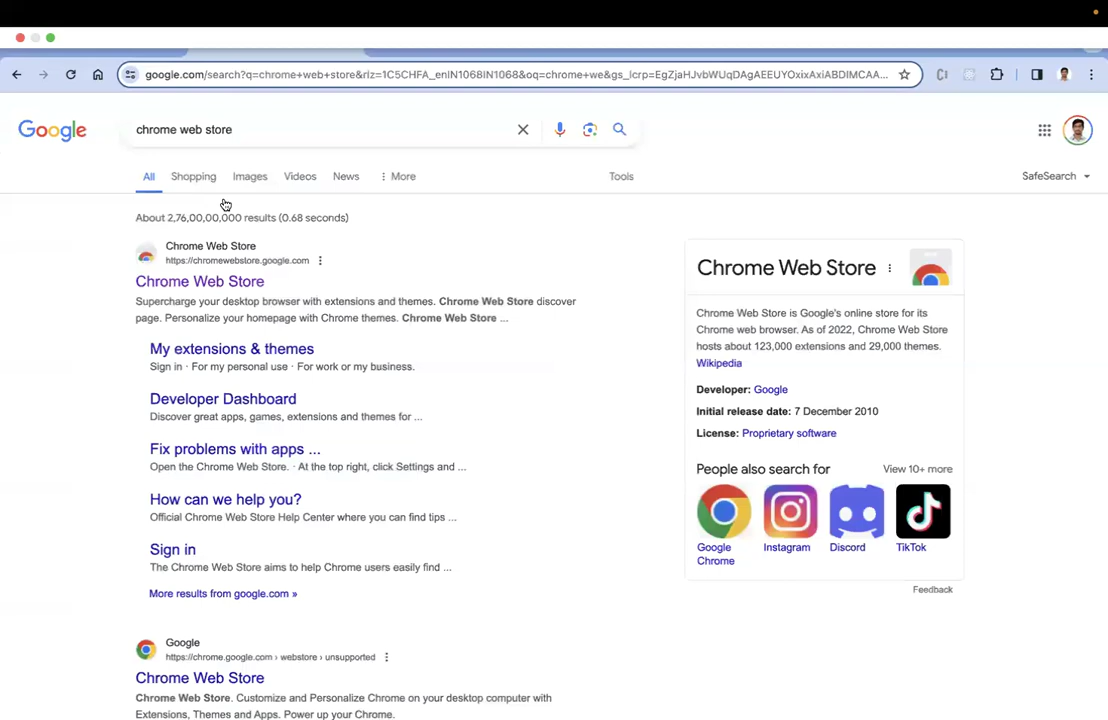 google.com/search?q=chrome+web+store&rlz=1C5CHFA_enIN1068IN1068&oq=chrome+we&gs_lcrp=EgZjaHJvbWUqDAgAEEUYOxixAxiABDIMCAA...
Google
chrome web store
All
Shopping
Images
Videos
News
More
Tools
SafeSearch
About 2,76,00,00,000 results (0.68 seconds)
Chrome Web Store
https://chromewebstore.google.com
Chrome Web Store
Supercharge your desktop browser with extensions and themes. Chrome Web Store discover
page. Personalize your homepage with Chrome themes. Chrome Web Store ...
My extensions & themes
Sign in · For my personal use · For work or my business.
Developer Dashboard
Discover great apps, games, extensions and themes for ...
Fix problems with apps ...
Open the Chrome Web Store. · At the top right, click Settings and ...
How can we help you?
Official Chrome Web Store Help Center where you can find tips ...
Sign in
The Chrome Web Store aims to help Chrome users easily find ...
More results from google.com »
Google
https://chrome.google.com › webstore › unsupported
Chrome Web Store
Chrome Web Store. Customize and Personalize Chrome on your desktop computer with
Extensions, Themes and Apps. Power up your Chrome.
Chrome Web Store
Chrome Web Store is Google's online store for its
Chrome web browser. As of 2022, Chrome Web Store
hosts about 123,000 extensions and 29,000 themes.
Wikipedia
Developer: Google
Initial release date: 7 December 2010
License: Proprietary software
People also search for
View 10+ more
Google
Chrome
Instagram
Discord
TikTok
Feedback